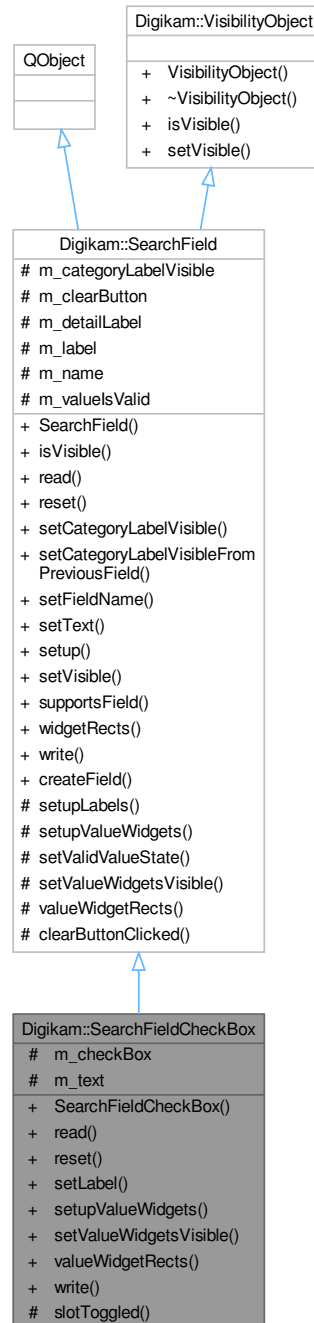 Digikam::VisibilityObject
+ VisibilityObject()
+ ~VisibilityObject()
+ isVisible()
+ setVisible()
QObject
Digikam::SearchField
# m_categoryLabelVisible
# m_clearButton
# m_detailLabel
# m_label
# m_name
# m_valueIsValid
+ SearchField()
+ isVisible()
+ read()
+ reset()
+ setCategoryLabelVisible()
+ setCategoryLabelVisibleFrom
PreviousField()
+ setFieldName()
+ setText()
+ setup()
+ setVisible()
+ supportsField()
+ widgetRects()
+ write()
+ createField()
# setupLabels()
# setupValueWidgets()
# setValidValueState()
# setValueWidgetsVisible()
# valueWidgetRects()
# clearButtonClicked()
Digikam::SearchFieldCheckBox
# m_checkBox
# m_text
+ SearchFieldCheckBox()
+ read()
+ reset()
+ setLabel()
+ setupValueWidgets()
+ setValueWidgetsVisible()
+ valueWidgetRects()
+ write()
# slotToggled()